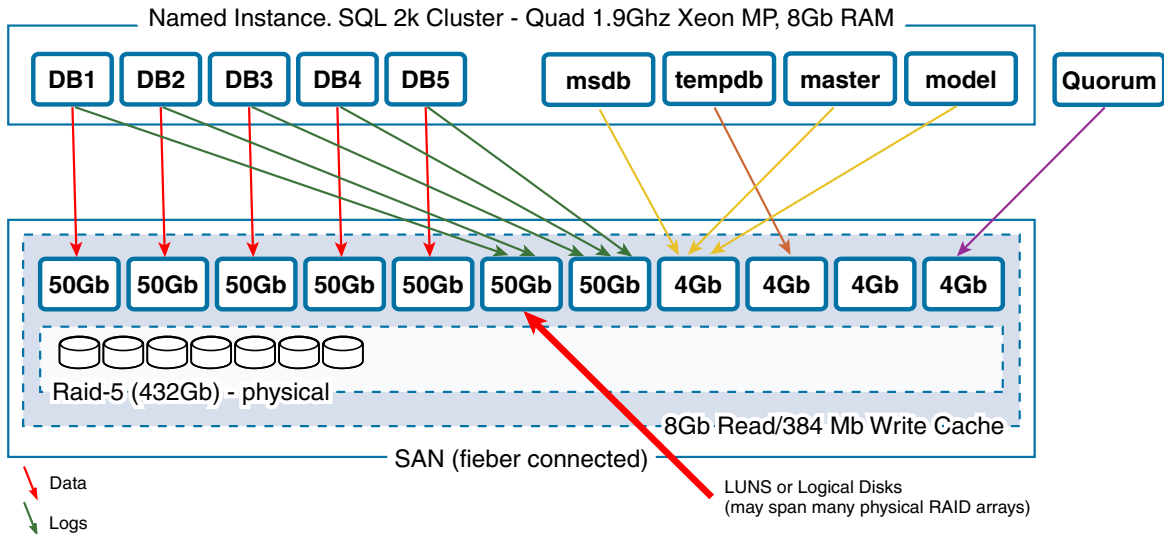 Named Instance. SQL 2k Cluster - Quad 1.9Ghz Xeon MP, 8Gb RAM
DB1 DB2 DB3 DB4 DB5 msdb tempdb master model Quorum
50Gb 50Gb 50Gb 50Gb 50Gb 50Gb 50Gb 4Gb 4Gb 4Gb 4Gb
Raid-5 (432Gb) - physical
8Gb Read/384 Mb Write Cache
SAN (fieber connected)
Data
Logs
LUNS or Logical Disks
(may span many physical RAID arrays)